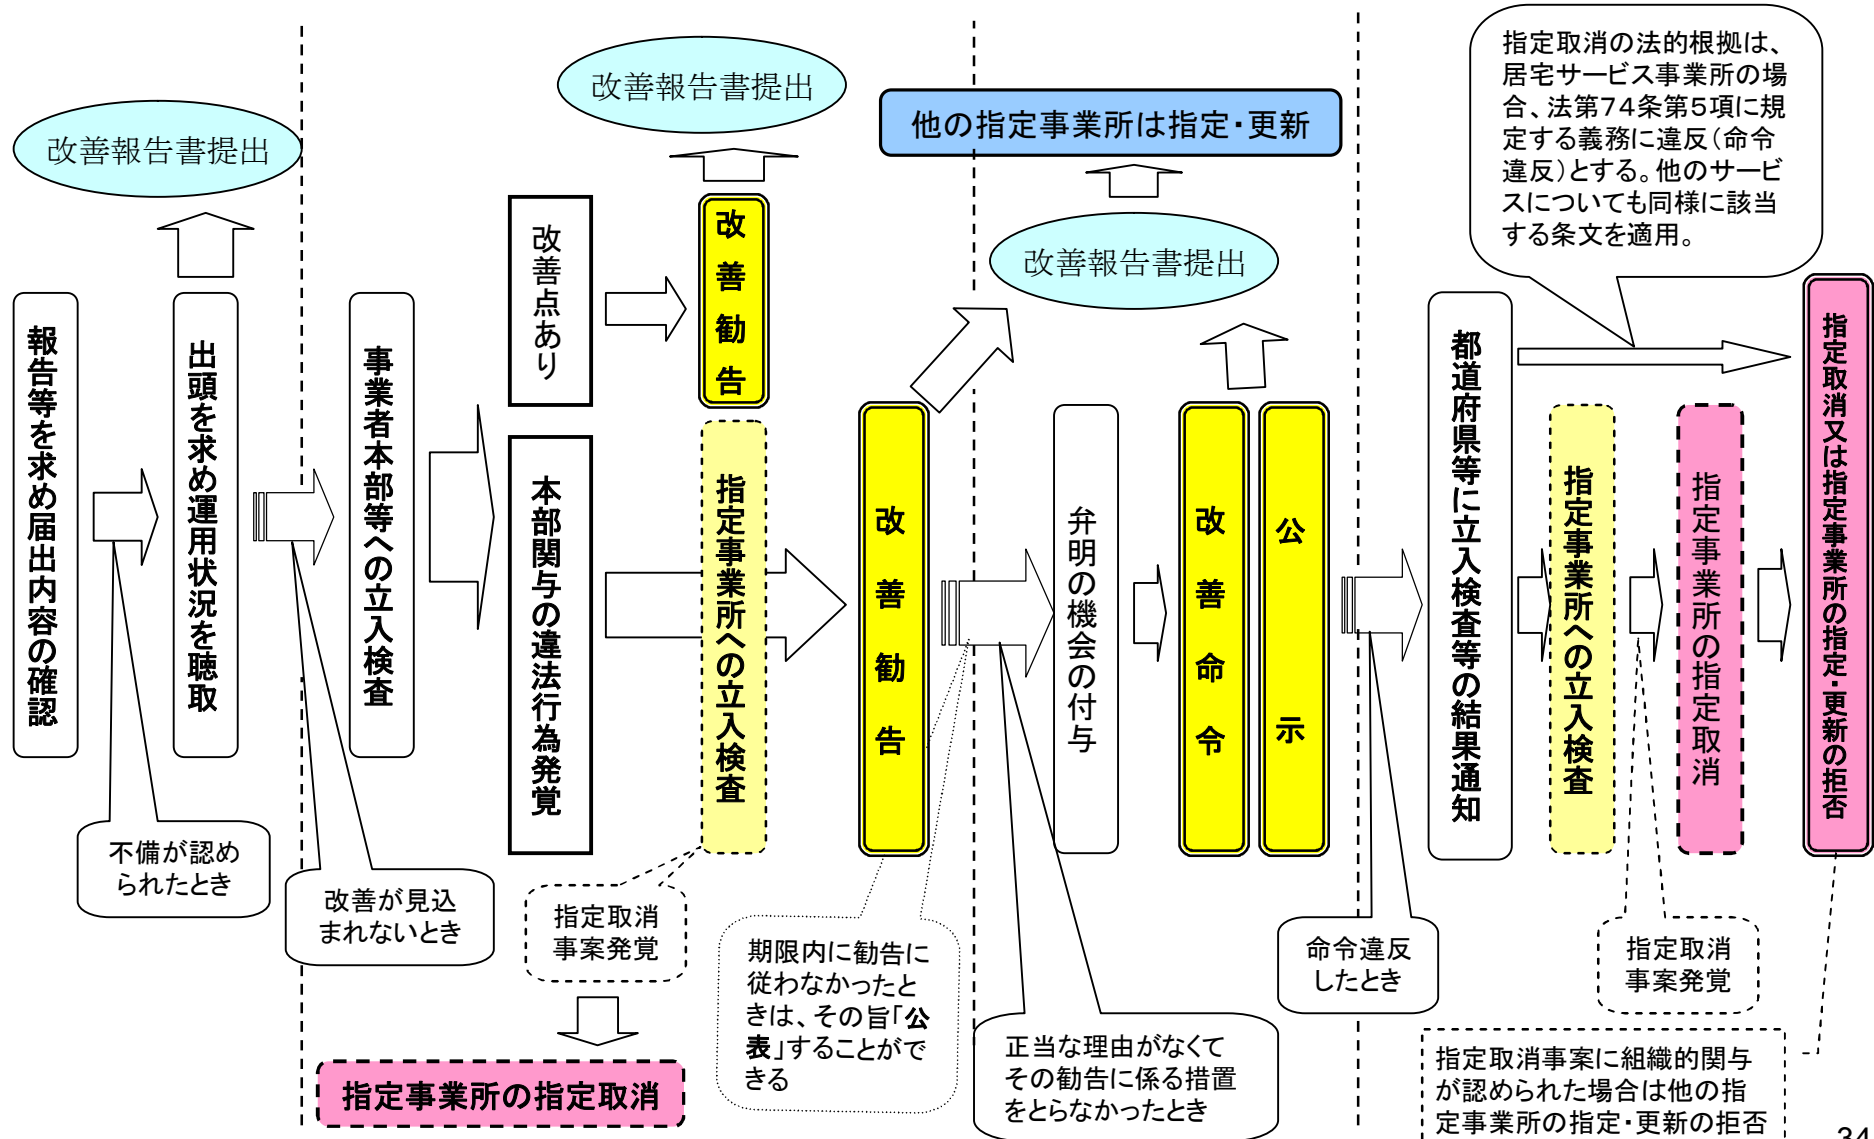 改善報告書提出
改善報告書提出
他の指定事業所は指定・更新
改善報告書提出
指定取消の法的根拠は、
居宅サービス事業所の場
合、法第74条第5項に規
定する義務に違反(命令
違反)とする。他のサービ
スについても同様に該当
する条文を適用。
報告等を求め届出内容の確認
出頭を求め運用状況を聴取
事業者本部等への立入検査
改善点あり
本部関与の違法行為発覚
改善勧告
指定事業所への立入検査
改善勧告
弁明の機会の付与
改善命令
公示
都道府県等に立入検査等の結果通知
指定事業所への立入検査
指定事業所の指定取消
指定取消又は指定事業所の指定・更新の拒否
不備が認め
られたとき
改善が見込
まれないとき
指定取消
事案発覚
指定事業所の指定取消
期限内に勧告に
従わなかったと
きは、その旨「公
表」することがで
きる
正当な理由がなくて
その勧告に係る措置
をとらなかったとき
命令違反
したとき
指定取消
事案発覚
指定取消事案に組織的関与
が認められた場合は他の指
定事業所の指定・更新の拒否
34